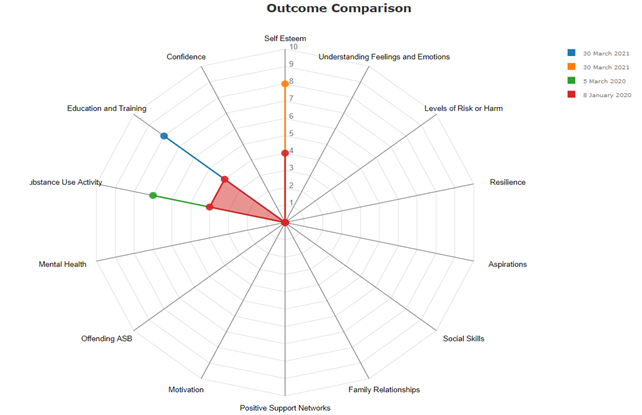 Outcome Comparison
Self Esteem
10
9
8
7
6
5
4
3
2
1
Confidence
Understanding Feelings and Emotions
Education and Training
Levels of Risk or Harm
ubstance Use Activity
Resilience
Mental Health
Aspirations
Offending ASB
Social Skills
Motivation
Family Relationships
Positive Support Networks
30 March 2021
30 March 2021
5 March 2020
8 January 2020